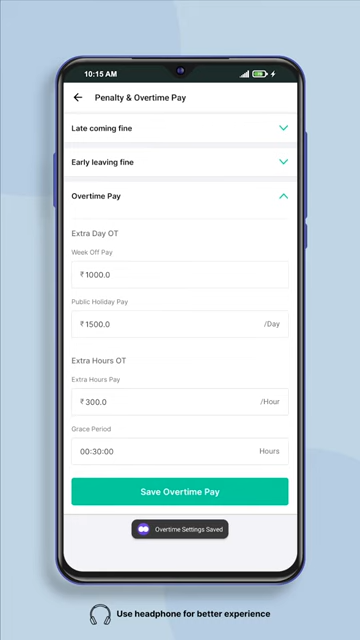 10:15 AM
Penalty & Overtime Pay
Late coming fine
Early leaving fine
Overtime Pay
Extra Day OT
Week Off Pay
₹1000.0
Public Holiday Pay
₹1500.0 /Day
Extra Hours OT
Extra Hours Pay
₹300.0 /Hour
Grace Period
00:30:00 Hours
Save Overtime Pay
Overtime Settings Saved
Use headphone for better experience